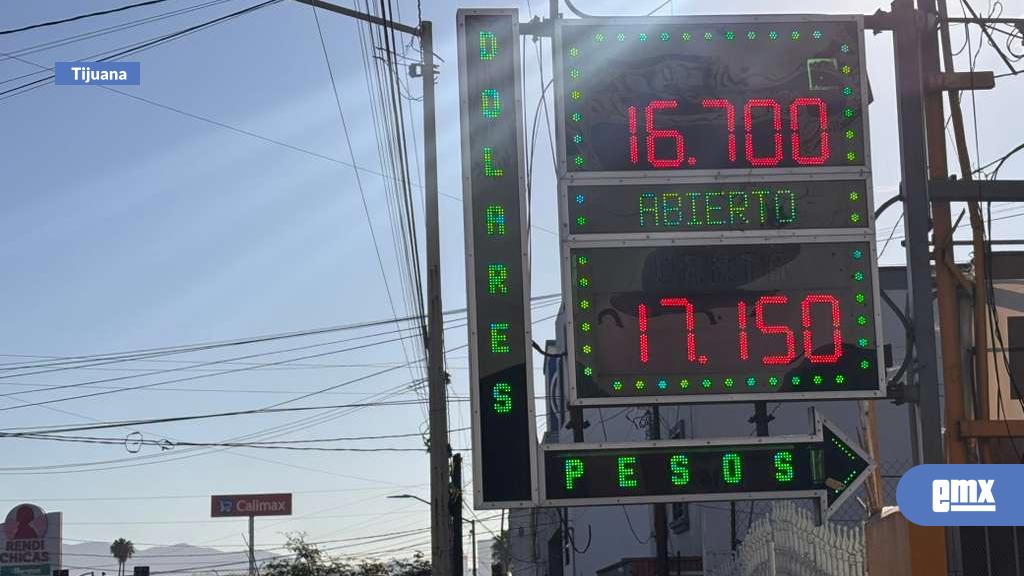 Tijuana
DOLARES
16.700
ABIERTO
17.150
PESOS
Calimax
RENDI
CHICAS
emx